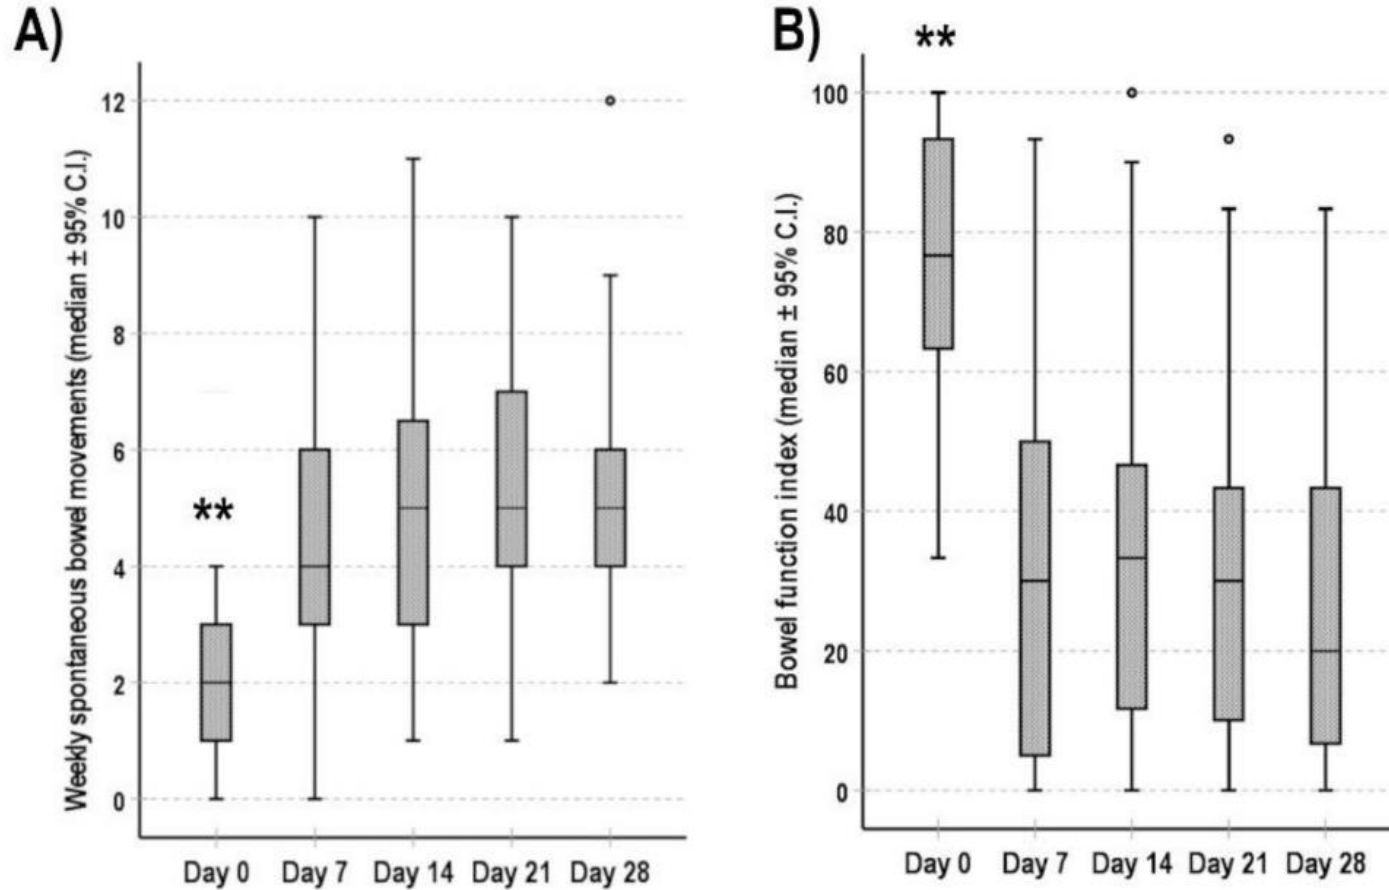 A)
Weekly spontaneous bowel movements (median ± 95% C.I.)
12
10
8
6
4
2
0
**
Day 0 Day 7 Day 14 Day 21 Day 28
B)
Bowel function index (median ± 95% C.I.)
**
100
80
60
40
20
0
Day 0 Day 7 Day 14 Day 21 Day 28